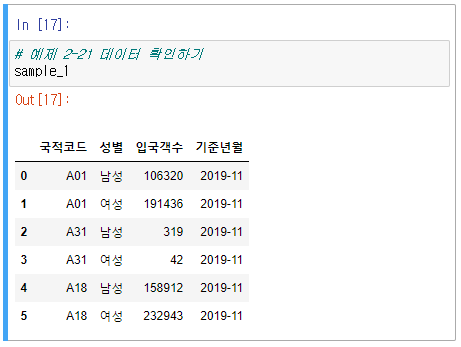 In [17]:
# 예제 2-21 데이터 확인하기
sample_1
Out[17]:
국적코드 성별 입국객수 기준년월
0 A01 남성 106320 2019-11
1 A01 여성 191436 2019-11
2 A31 남성 319 2019-11
3 A31 여성 42 2019-11
4 A18 남성 158912 2019-11
5 A18 여성 232943 2019-11